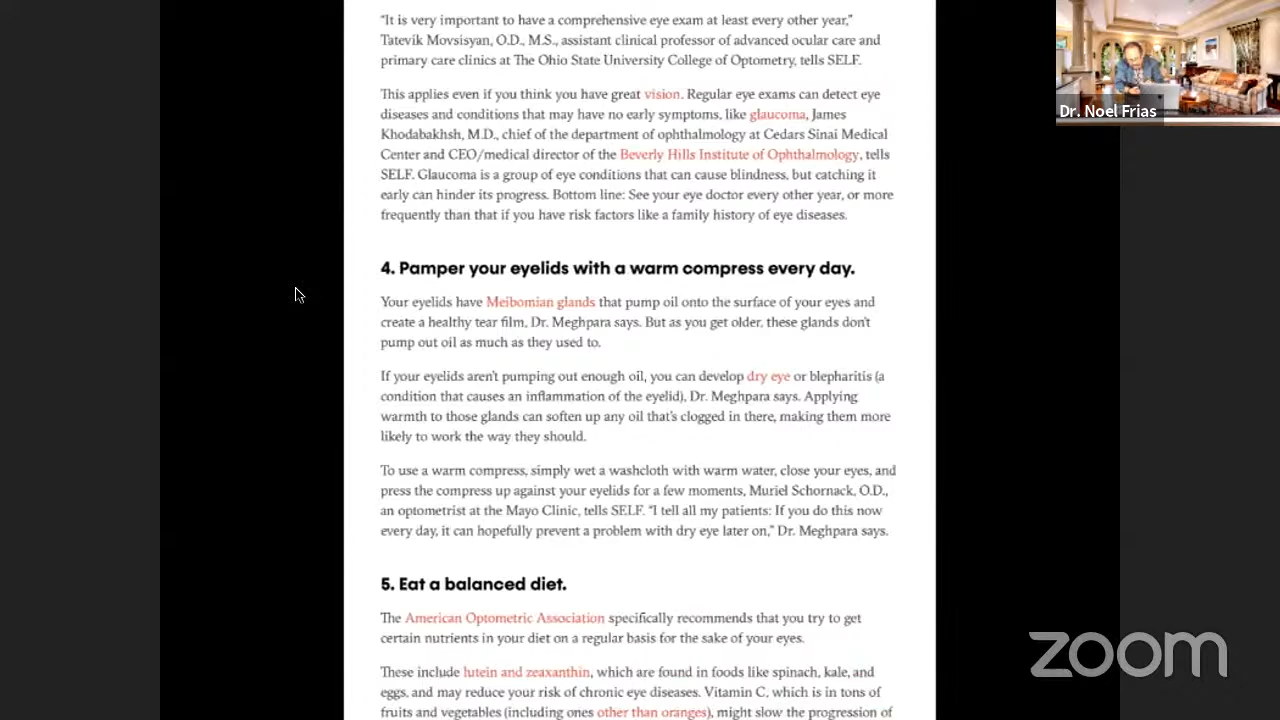 “It is very important to have a comprehensive eye exam at least every other year,”
Tatevik Movsisyan, O.D., M.S., assistant clinical professor of advanced ocular care and
primary care clinics at The Ohio State University College of Optometry, tells SELF.
This applies even if you think you have great vision. Regular eye exams can detect eye
diseases and conditions that may have no early symptoms, like glaucoma, James
Khodabakhsh, M.D., chief of the department of ophthalmology at Cedars Sinai Medical
Center and CEO/medical director of the Beverly Hills Institute of Ophthalmology, tells
SELF. Glaucoma is a group of eye conditions that can cause blindness, but catching it
early can hinder its progress. Bottom line: See your eye doctor every other year, or more
frequently than that if you have risk factors like a family history of eye diseases.
4. Pamper your eyelids with a warm compress every day.
Your eyelids have Meibomian glands that pump oil onto the surface of your eyes and
create a healthy tear film, Dr. Meghpara says. But as you get older, these glands don’t
pump out oil as much as they used to.
If your eyelids aren’t pumping out enough oil, you can develop dry eye or blepharitis (a
condition that causes an inflammation of the eyelid), Dr. Meghpara says. Applying
warmth to those glands can soften up any oil that’s clogged in there, making them more
likely to work the way they should.
To use a warm compress, simply wet a washcloth with warm water, close your eyes, and
press the compress up against your eyelids for a few moments, Muriel Schornack, O.D.,
an optometrist at the Mayo Clinic, tells SELF. “I tell all my patients: If you do this now
every day, it can hopefully prevent a problem with dry eye later on,” Dr. Meghpara says.
5. Eat a balanced diet.
The American Optometric Association specifically recommends that you try to get
certain nutrients in your diet on a regular basis for the sake of your eyes.
These include lutein and zeaxanthin, which are found in foods like spinach, kale, and
eggs, and may reduce your risk of chronic eye diseases. Vitamin C, which is in tons of
fruits and vegetables (including ones other than oranges), might slow the progression of
Dr. Noel Frias
zoom